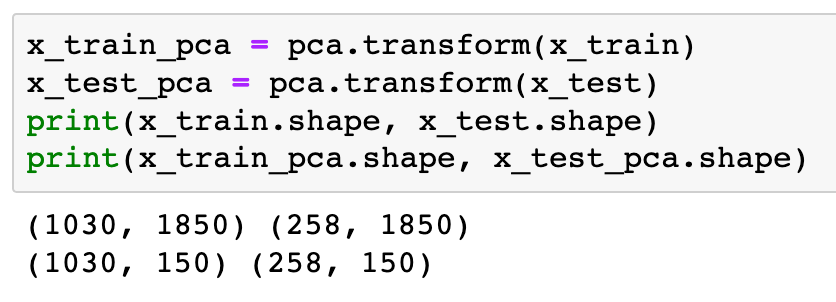 x_train_pca = pca.transform(x_train)
x_test_pca = pca.transform(x_test)
print(x_train.shape, x_test.shape)
print(x_train_pca.shape, x_test_pca.shape)
(1030, 1850) (258, 1850)
(1030, 150) (258, 150)